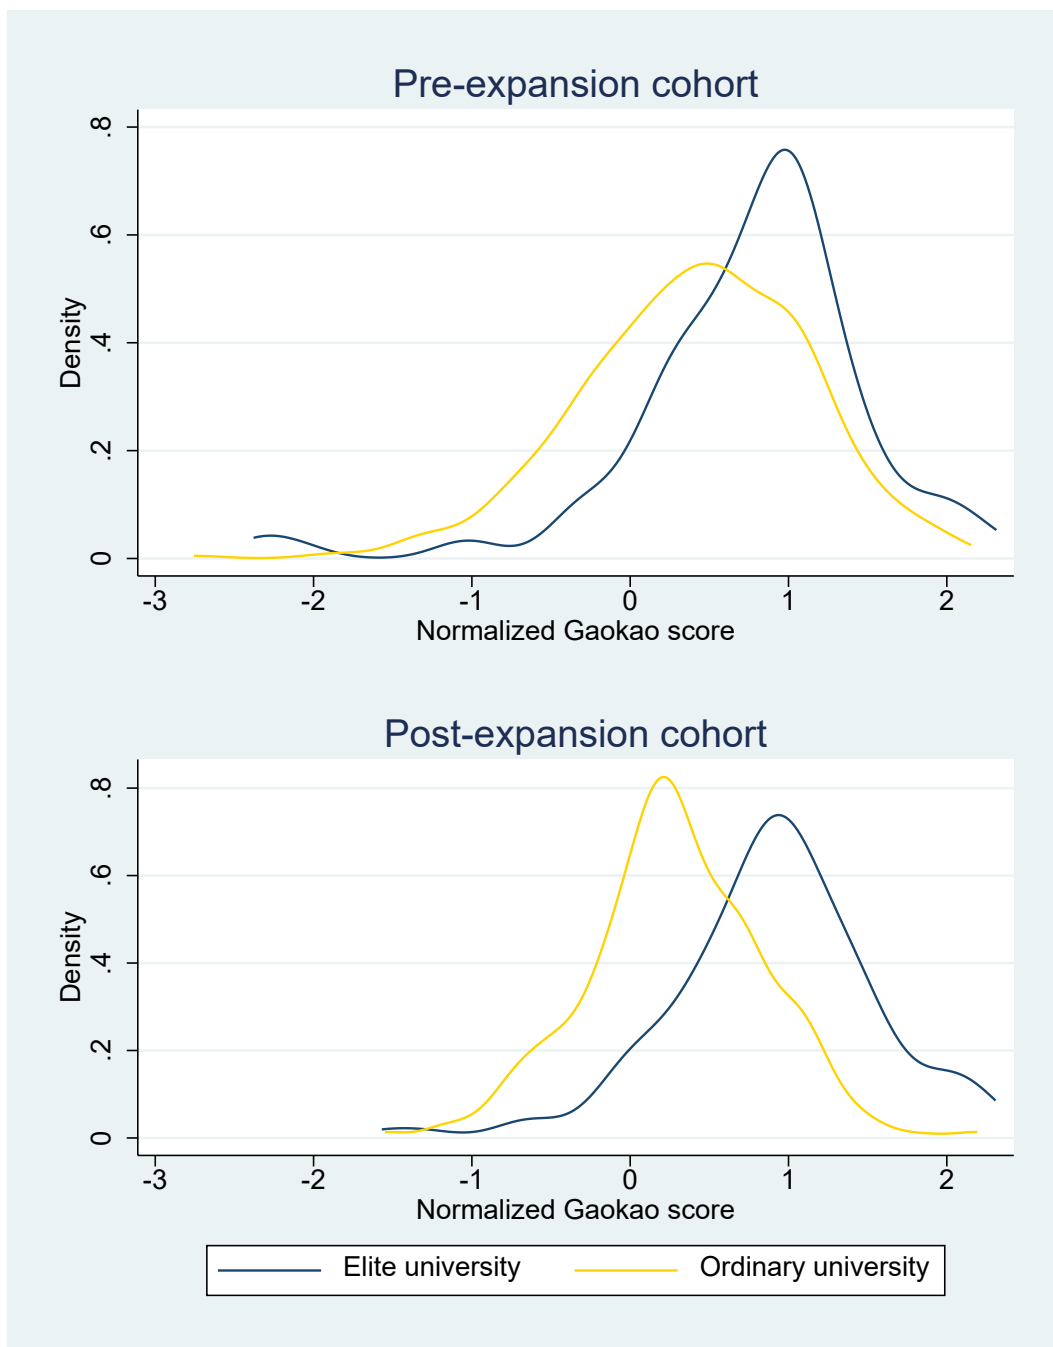 Pre-expansion cohort
.8
.6
.4
.2
0
Density
-3 -2 -1 0 1 2
Normalized Gaokao score
Post-expansion cohort
.8
.6
.4
.2
0
Density
-3 -2 -1 0 1 2
Normalized Gaokao score
Elite university Ordinary university